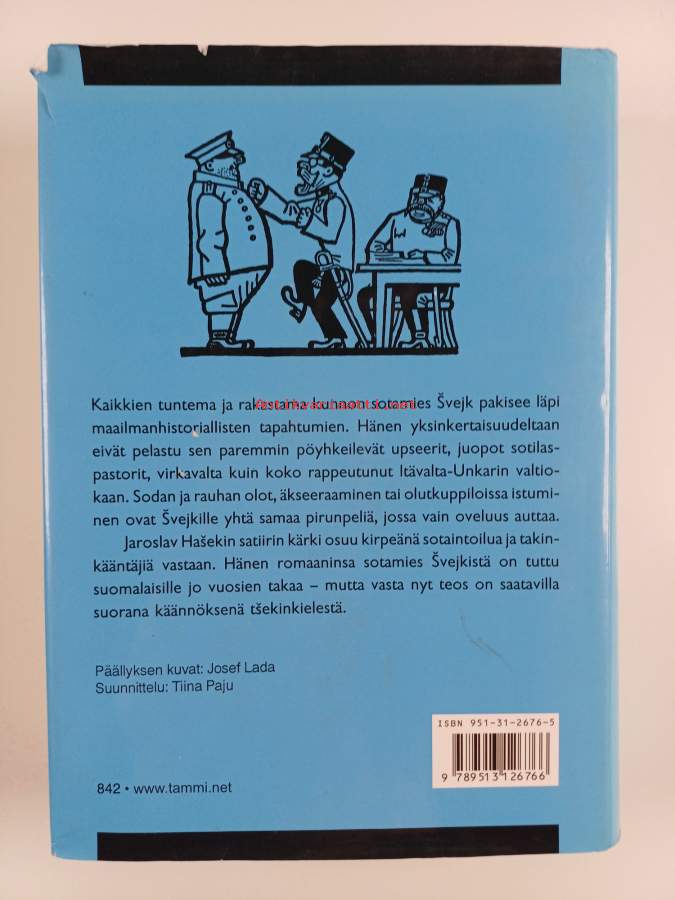 Kaikkien tuntema ja rakastama kunnon sotamies Švejk pakisee läpi
maailmanhistoriallisten tapahtumien. Hänen yksinkertaisuudeltaan
eivät pelastu sen paremmin pöyhkeilevät upseerit, juopot sotilas-
pastorit, virkavalta kuin koko rappeutunut Itävalta-Unkarin valtio-
kaan. Sodan ja rauhan olot, äkseeraaminen tai olutkuppiloissa istumi-
nen ovat Švejkille yhtä samaa pirunpeliä, jossa vain oveluus auttaa.
Jaroslav Hašekin satiirin kärki osuu kirpeänä sotaintoilua ja takin-
kääntäjiä vastaan. Hänen romaaninsa sotamies Švejkistä on tuttu
suomalaisille jo vuosien takaa – mutta vasta nyt teos on saatavilla
suorana käännöksenä tšekinkielestä.
Päällyksen kuvat: Josef Lada
Suunnittelu: Tiina Paju
ISBN 951-31-2676-5
9 789513 126766
842 • www.tammi.net